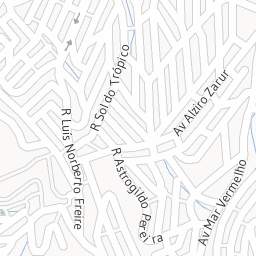 R Sol do Trópico
Av Alziro Zarur
R Luís Norberto Freire
R Astrogildo Pereira
Av Mar Vermelho